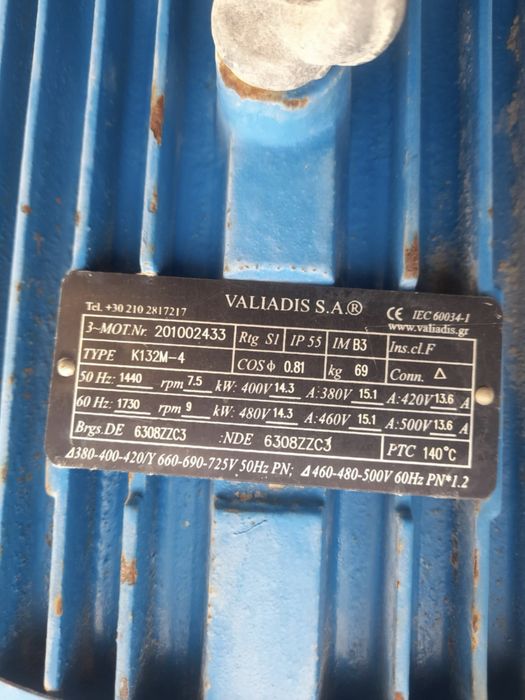 VALIADIS S.A.®
Tel. +30 210 2817217
CE IEC 60034-1
www.valiadis.gr
3~MOT.Nr. 201002433 Rtg S1 IP 55 IM B3 Ins.cl.F
TYPE K132M-4 COS ϕ 0.81 kg 69 Conn. Δ
50 Hz: 1440 rpm 7.5 kW: 400V 14.3 A: 380V 15.1 A: 420V 13.6 A
60 Hz: 1730 rpm 9 kW: 480V 14.3 A: 460V 15.1 A: 500V 13.6 A
Brgs. DE 6308ZZC3 :NDE 6308ZZC3 PTC 140°C
Δ380-400-420/Y 660-690-725V 50Hz PN; Δ460-480-500V 60Hz PN*1.2